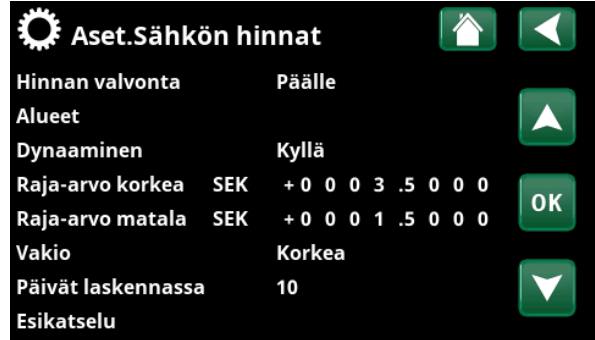 Aset.Sähkön hinnat
Hinnan valvonta Päälle
Alueet
Dynaaminen Kyllä
Raja-arvo korkea SEK +0 0 0 3 .5 0 0 0
OK
Raja-arvo matala SEK +0 0 0 1 .5 0 0 0
Vakio Korkea
Päivät laskennassa 10
Esikatselu